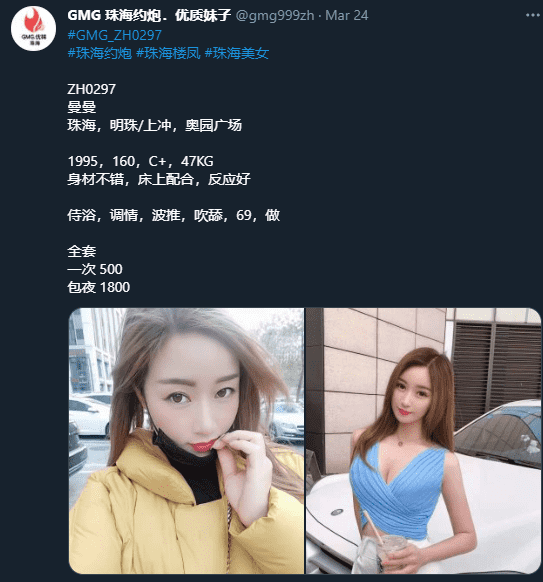 GMG 珠海约炮．优质妹子 @gmg999zh · Mar 24
#GMG_ZH0297
#珠海约炮 #珠海楼凤 #珠海美女
ZH0297
曼曼
珠海，明珠/上冲，奥园广场
1995，160，C+，47KG
身材不错，床上配合，反应好
侍浴，调情，波推，吹舔，69，做
全套
一次 500
包夜 1800